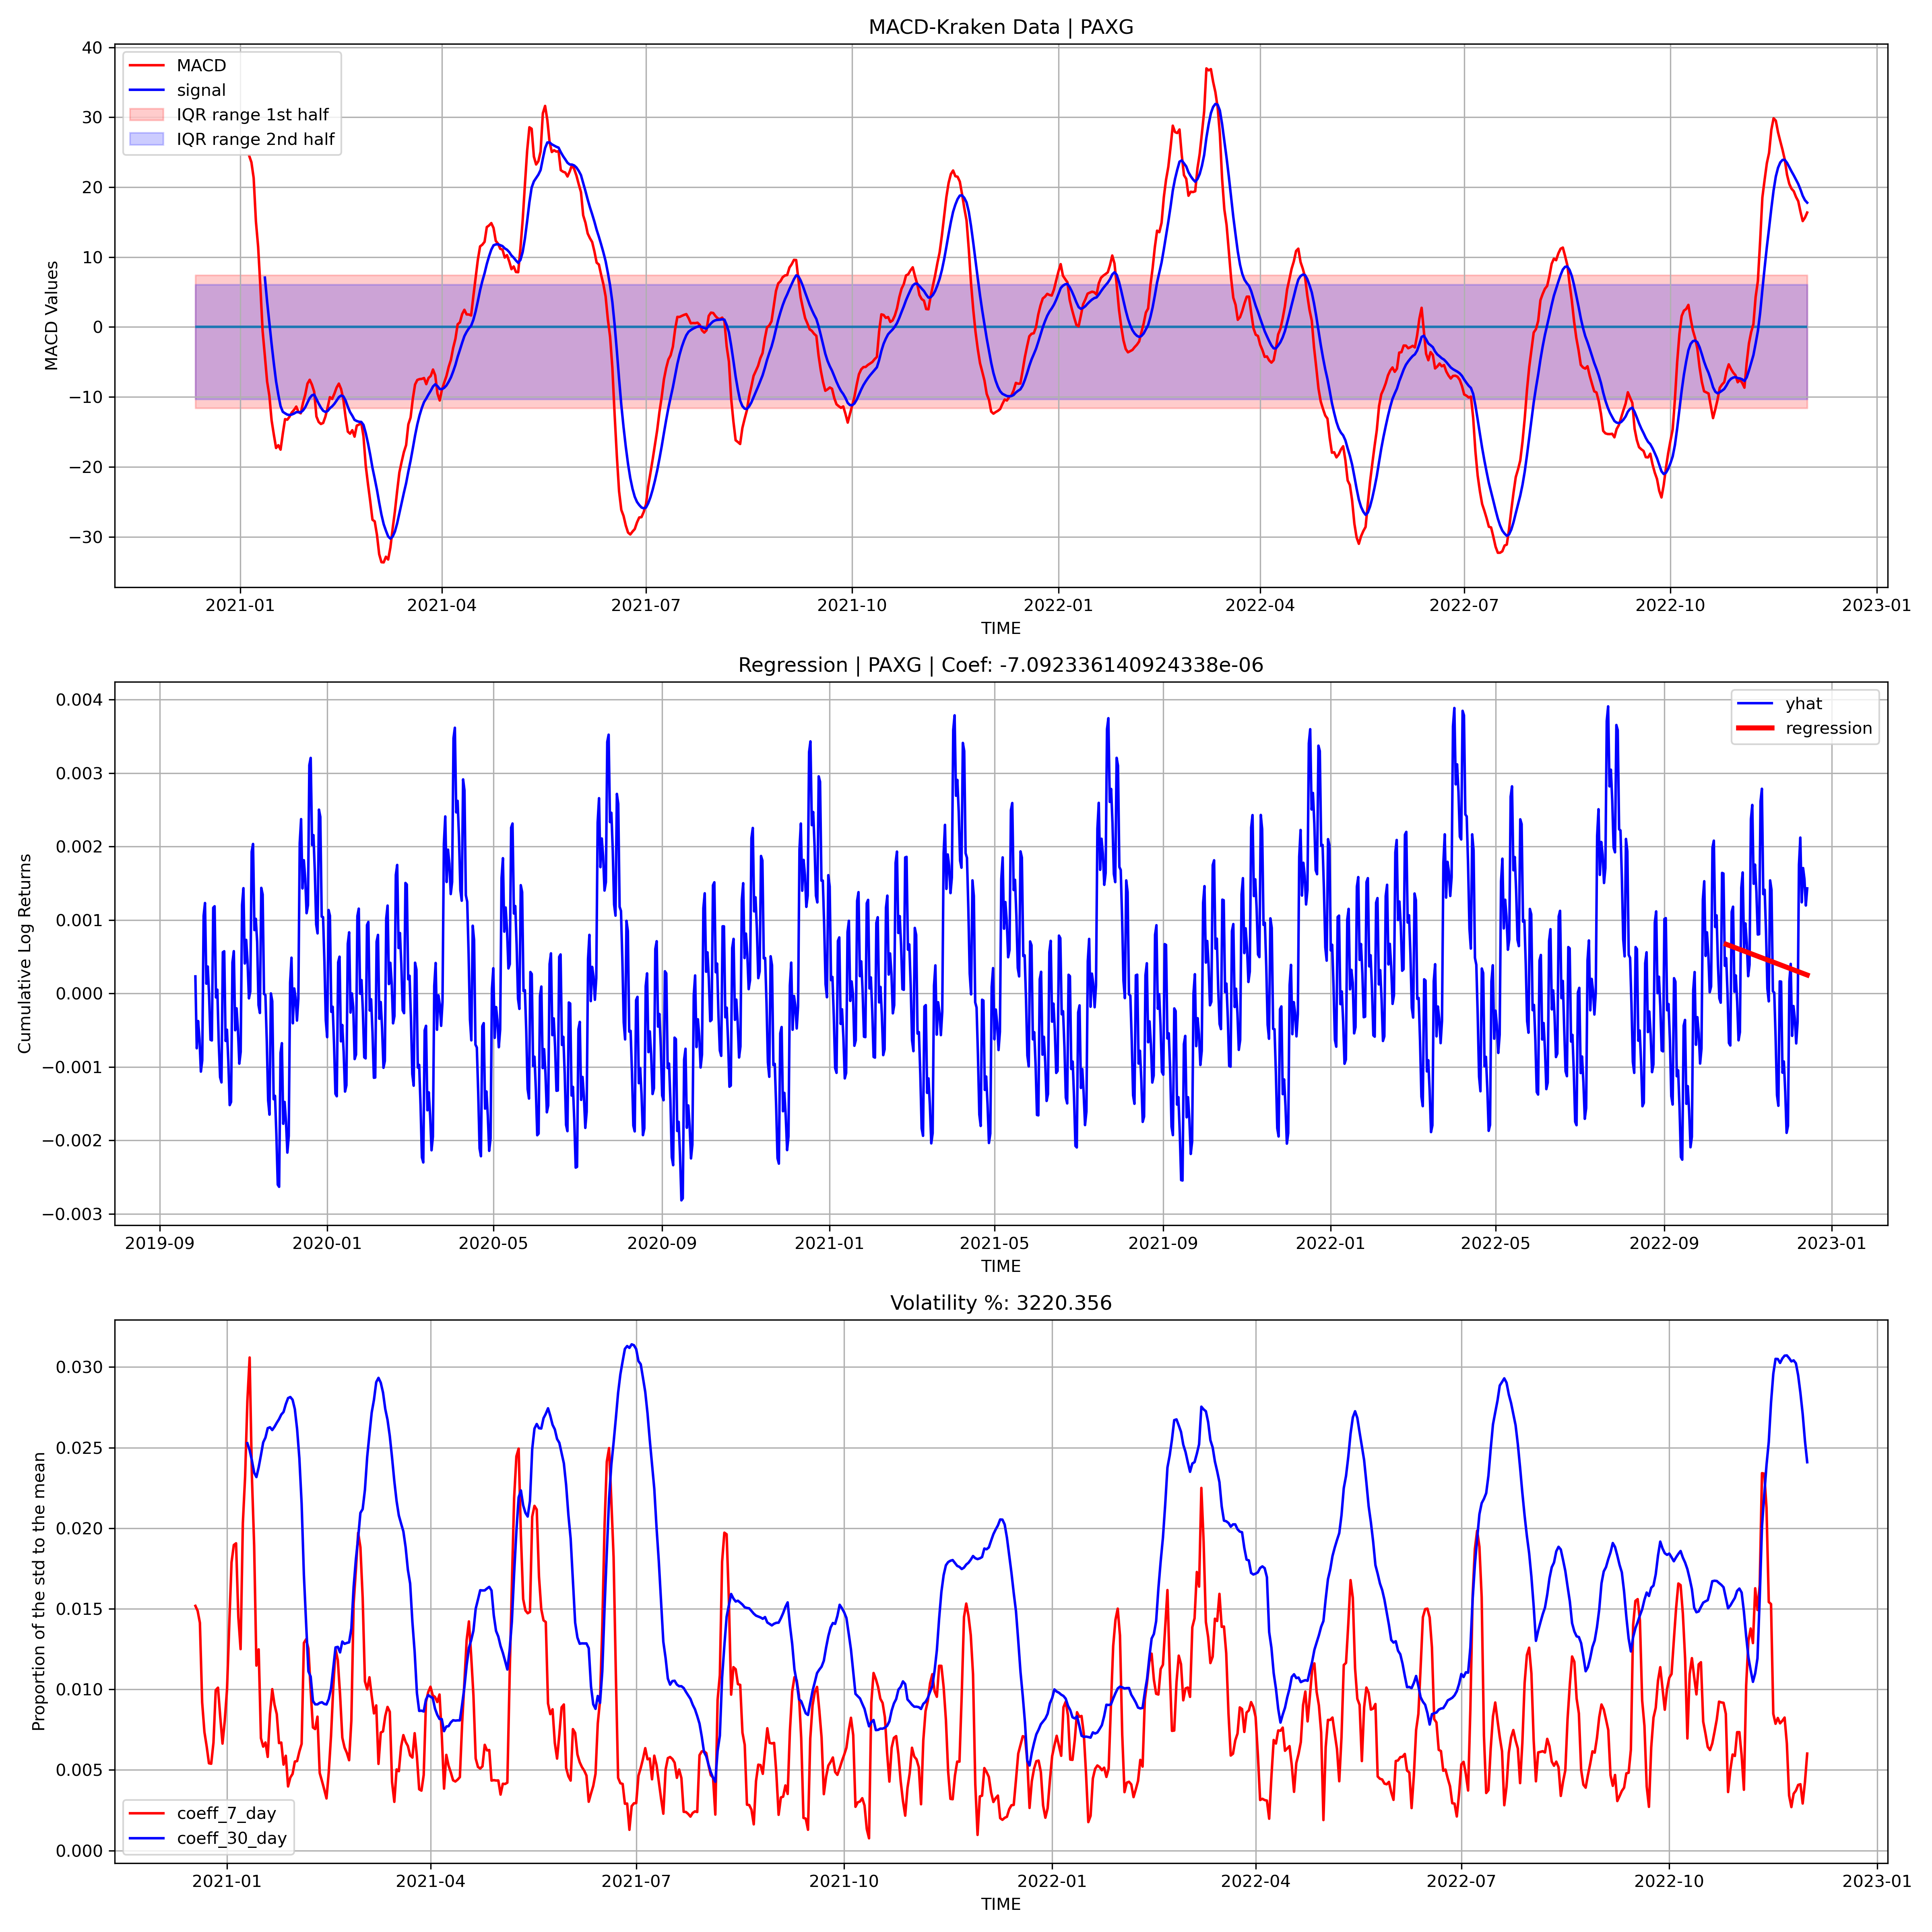 MACD-Kraken Data | PAXG
MACD
signal
IQR range 1st half
IQR range 2nd half
MACD Values
40
30
20
10
0
−10
−20
−30
2021-01 2021-04 2021-07 2021-10 2022-01 2022-04 2022-07 2022-10 2023-01
TIME
Regression | PAXG | Coef: -7.092336140924338e-06
yhat
regression
Cumulative Log Returns
0.004
0.003
0.002
0.001
0.000
−0.001
−0.002
−0.003
2019-09 2020-01 2020-05 2020-09 2021-01 2021-05 2021-09 2022-01 2022-05 2022-09 2023-01
TIME
Volatility %: 3220.356
Proportion of the std to the mean
0.030
0.025
0.020
0.015
0.010
0.005
0.000
coeff_7_day
coeff_30_day
2021-01 2021-04 2021-07 2021-10 2022-01 2022-04 2022-07 2022-10 2023-01
TIME